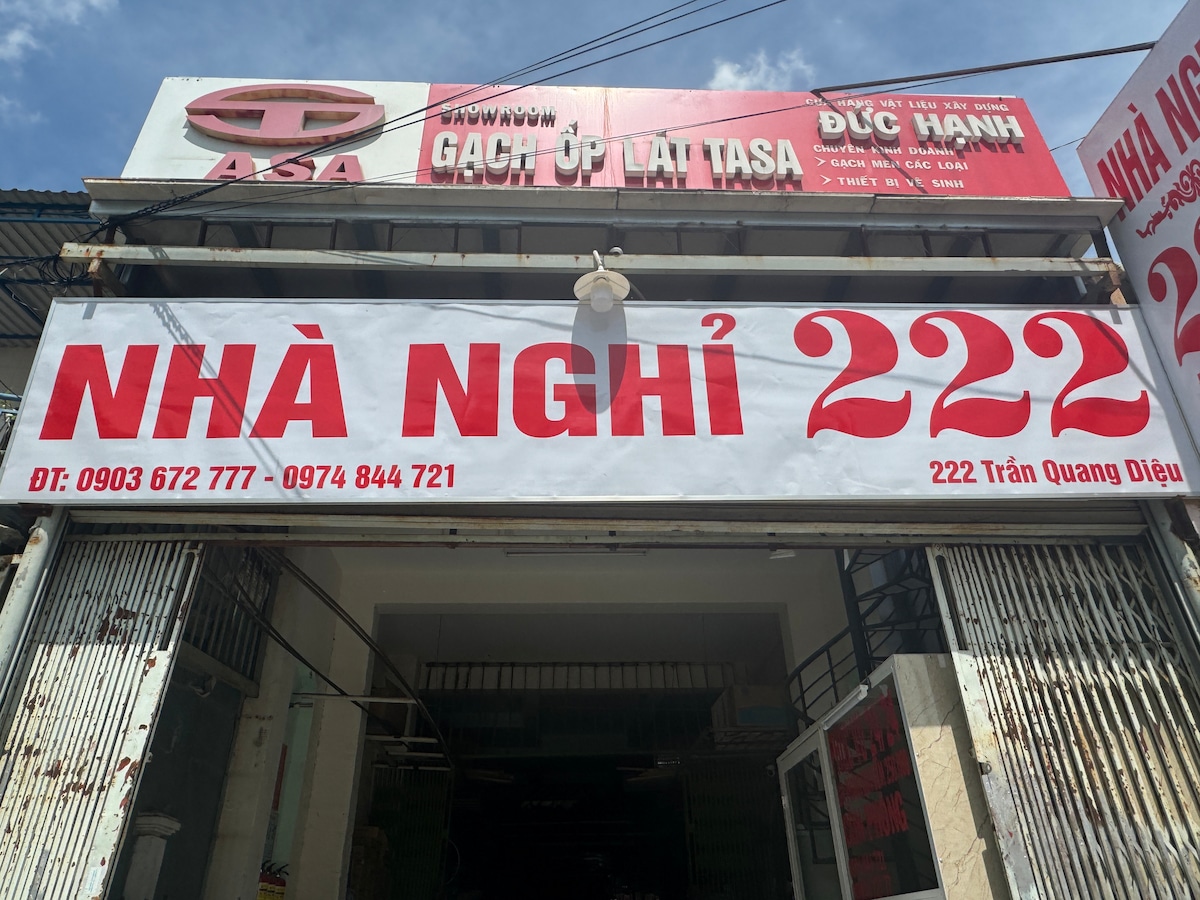 ASA
SHOWROOM
GẠCH ỐP LÁT TASA
CỬA HÀNG VẬT LIỆU XÂY DỰNG
ĐỨC HẠNH
CHUYÊN KINH DOANH
> GẠCH MEN CÁC LOẠI
> THIẾT BỊ VỆ SINH
NHÀ NGHỈ 222
ĐT: 0903 672 777 - 0974 844 721
222 Trần Quang Diệu
NHÀ NGH